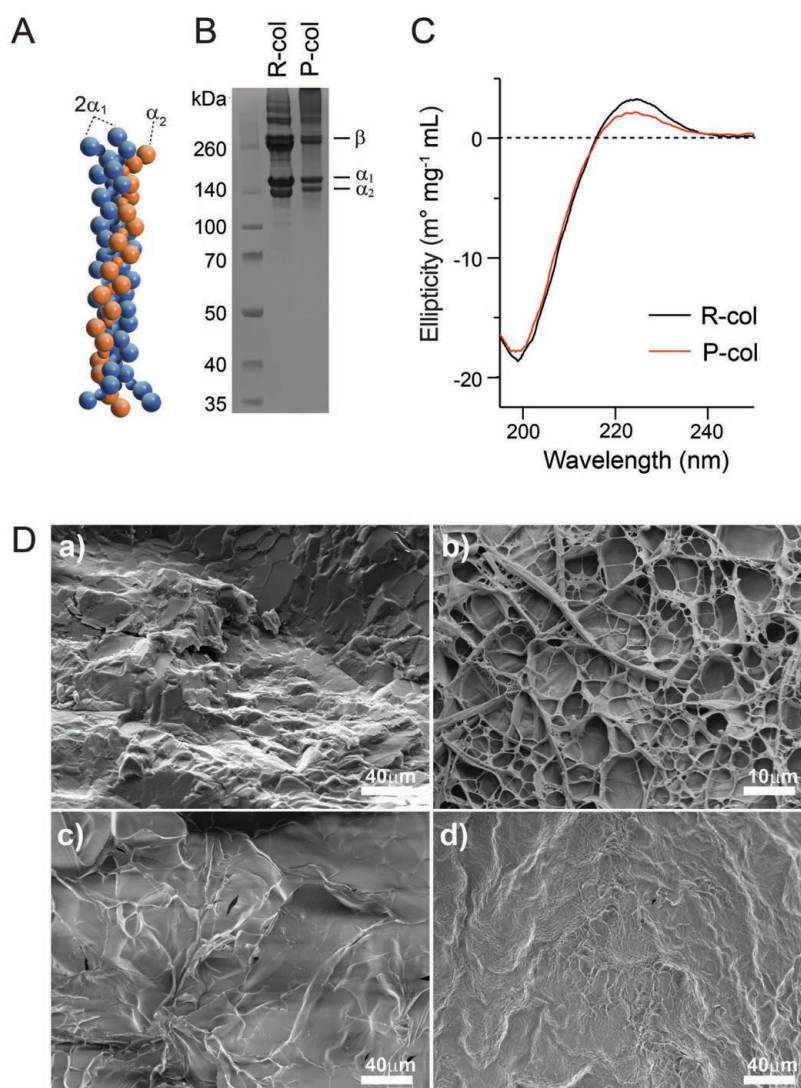 A
2α₁
α₂
B
R-col
P-col
kDa
260
140
100
70
50
40
35
β
α₁
α₂
C
Ellipticity (m° mg⁻¹ mL)
0
-10
-20
200
220
240
Wavelength (nm)
R-col
P-col
D
a)
40μm
b)
10μm
c)
40μm
d)
40μm